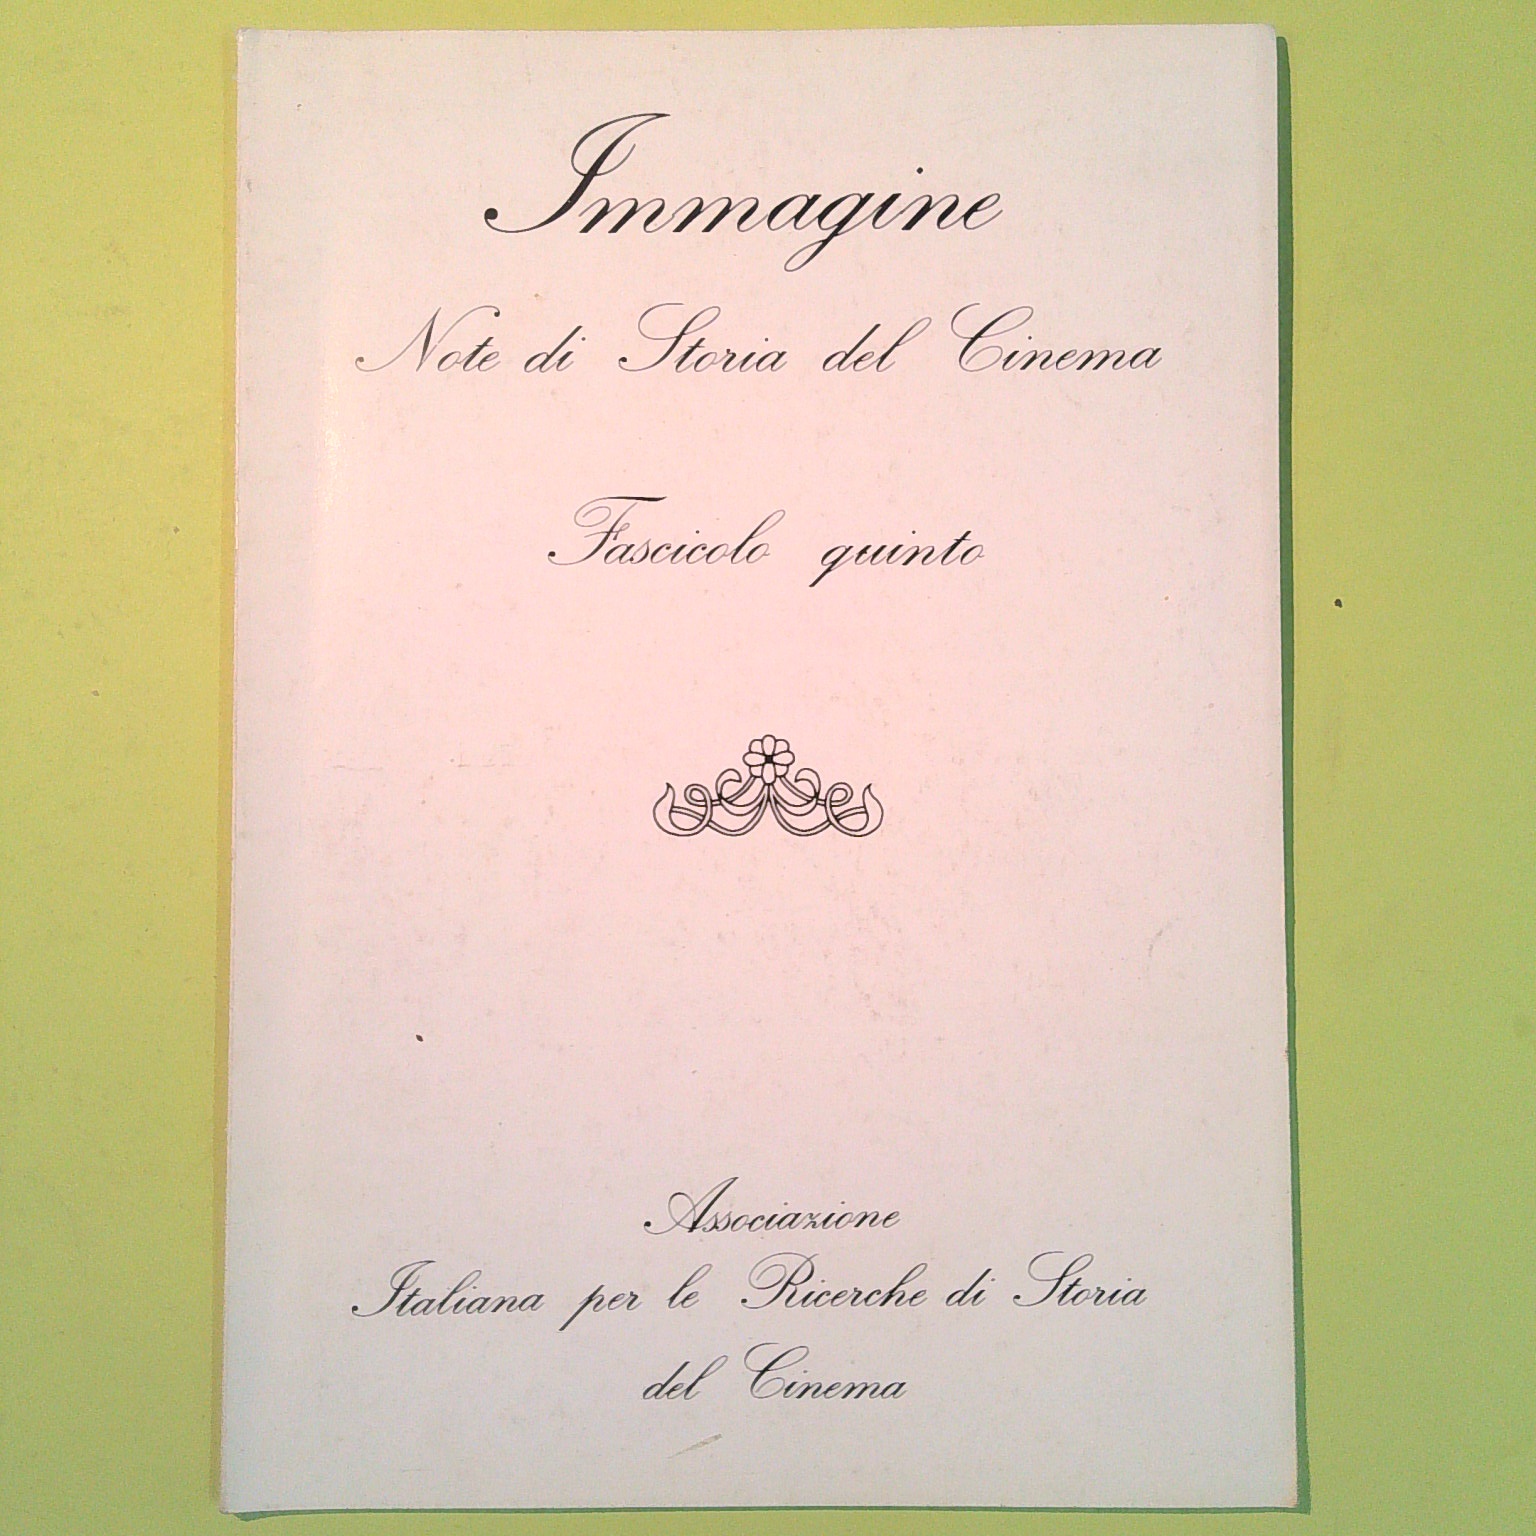 Immagine
Note di Storia del Cinema
Fascicolo quinto
Associazione
Italiana per le Ricerche di Storia
del Cinema